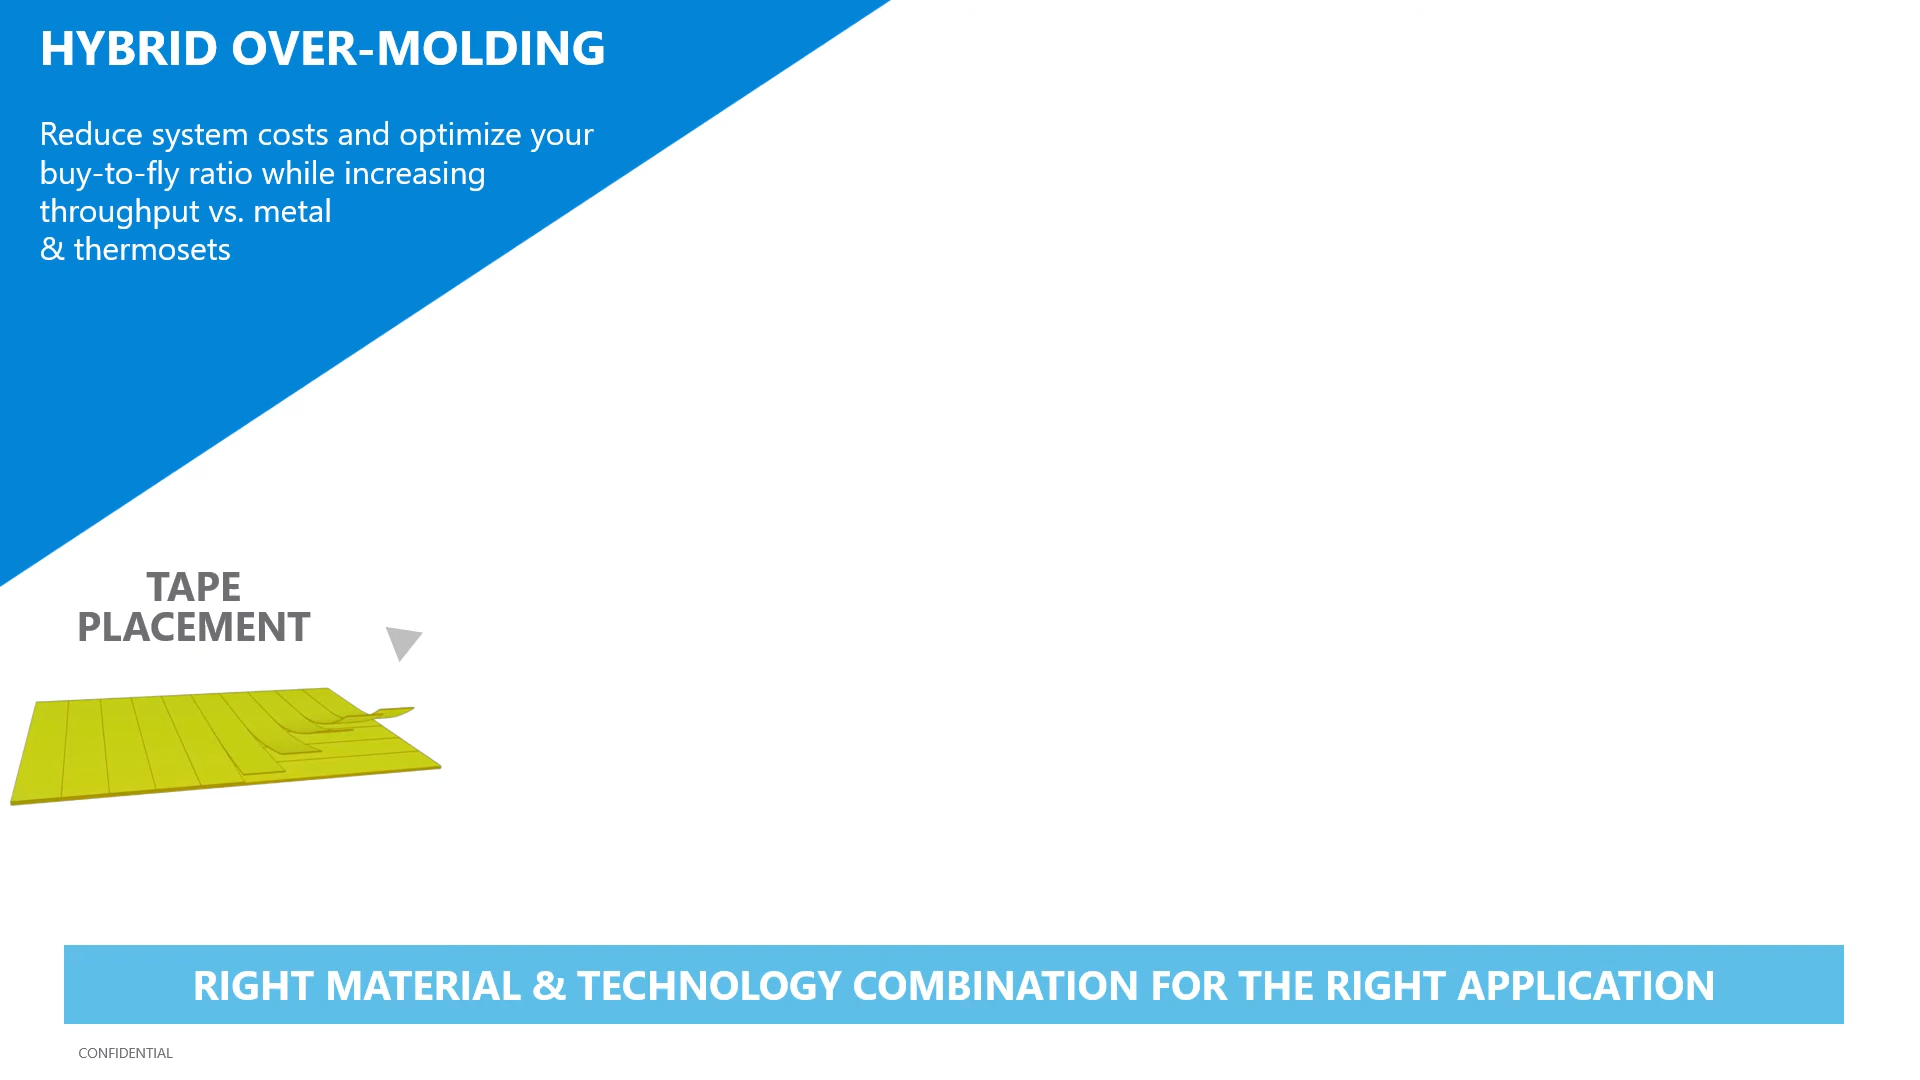 HYBRID OVER-MOLDING
Reduce system costs and optimize your
buy-to-fly ratio while increasing
throughput vs. metal
& thermosets
TAPE
PLACEMENT
RIGHT MATERIAL & TECHNOLOGY COMBINATION FOR THE RIGHT APPLICATION
CONFIDENTIAL